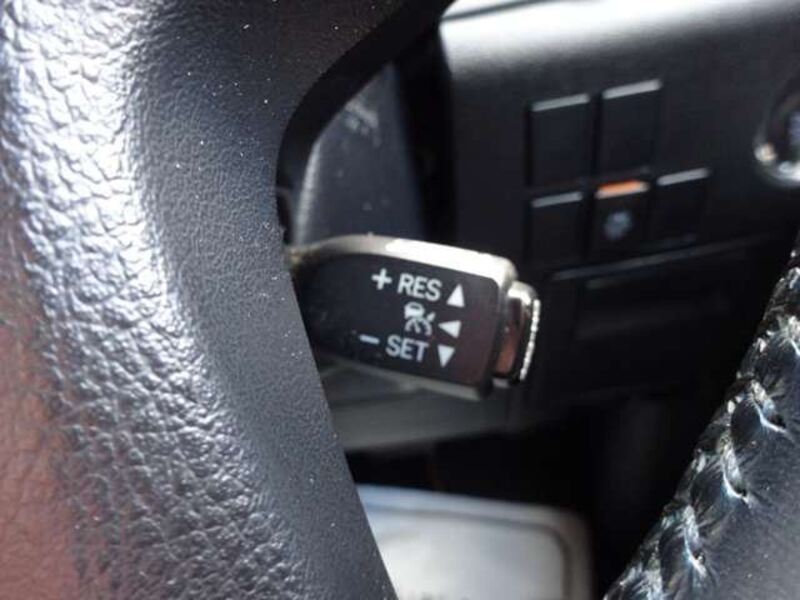 + RES ▲
◀
− SET ▼